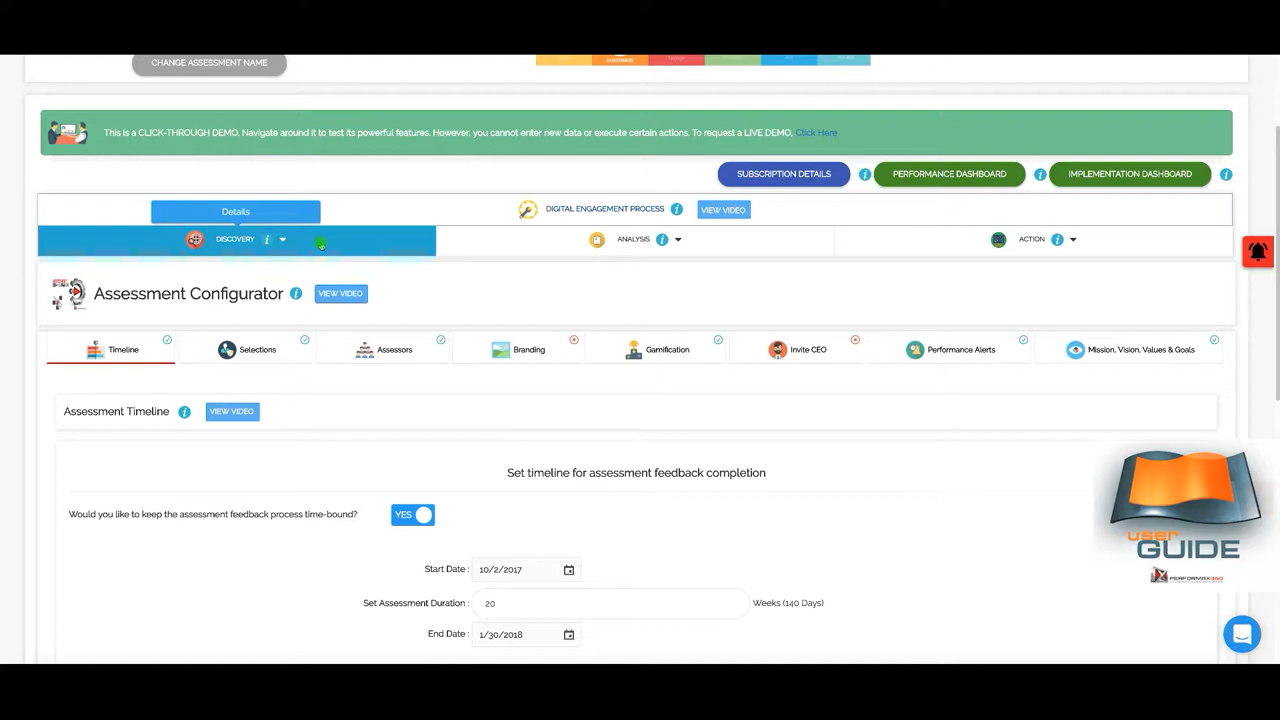 CHANGE ASSESSMENT NAME
CUSTOMIZE
This is a CLICK-THROUGH DEMO. Navigate around it to test its powerful features. However, you cannot enter new data or execute certain actions. To request a LIVE DEMO. Click Here
SUBSCRIPTION DETAILS i PERFORMANCE DASHBOARD i IMPLEMENTATION DASHBOARD i
Details DIGITAL ENGAGEMENT PROCESS i VIEW VIDEO
DISCOVERY i ANALYSIS i ACTION i
Assessment Configurator i VIEW VIDEO
Timeline Selections Assessors Branding Gamification Invite CEO Performance Alerts Mission, Vision, Values & Goals
Assessment Timeline i VIEW VIDEO
Set timeline for assessment feedback completion
Would you like to keep the assessment feedback process time-bound? YES
Start Date : 10/2/2017
Set Assessment Duration : 20 Weeks (140 Days)
End Date : 1/30/2018
user
GUIDE
PERFORMAX360